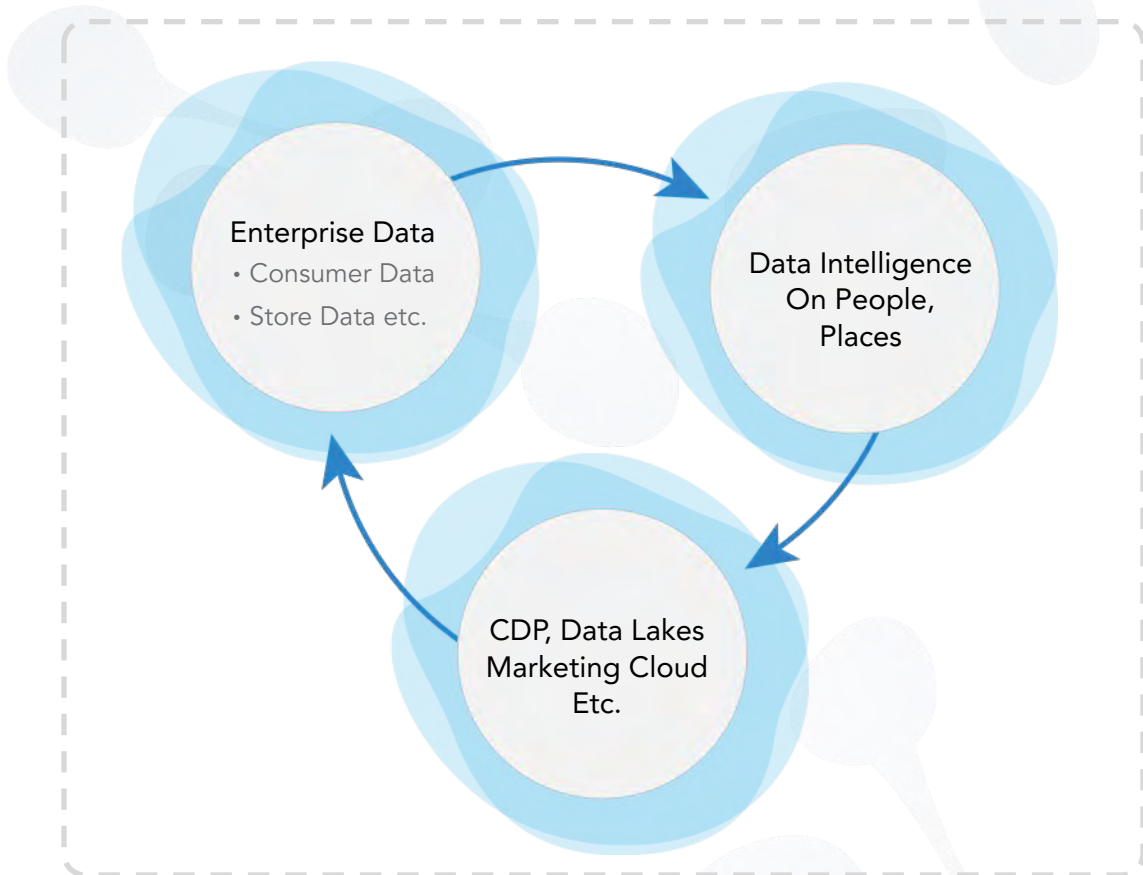 Enterprise Data
• Consumer Data
• Store Data etc.
Data Intelligence
On People,
Places
CDP, Data Lakes
Marketing Cloud
Etc.